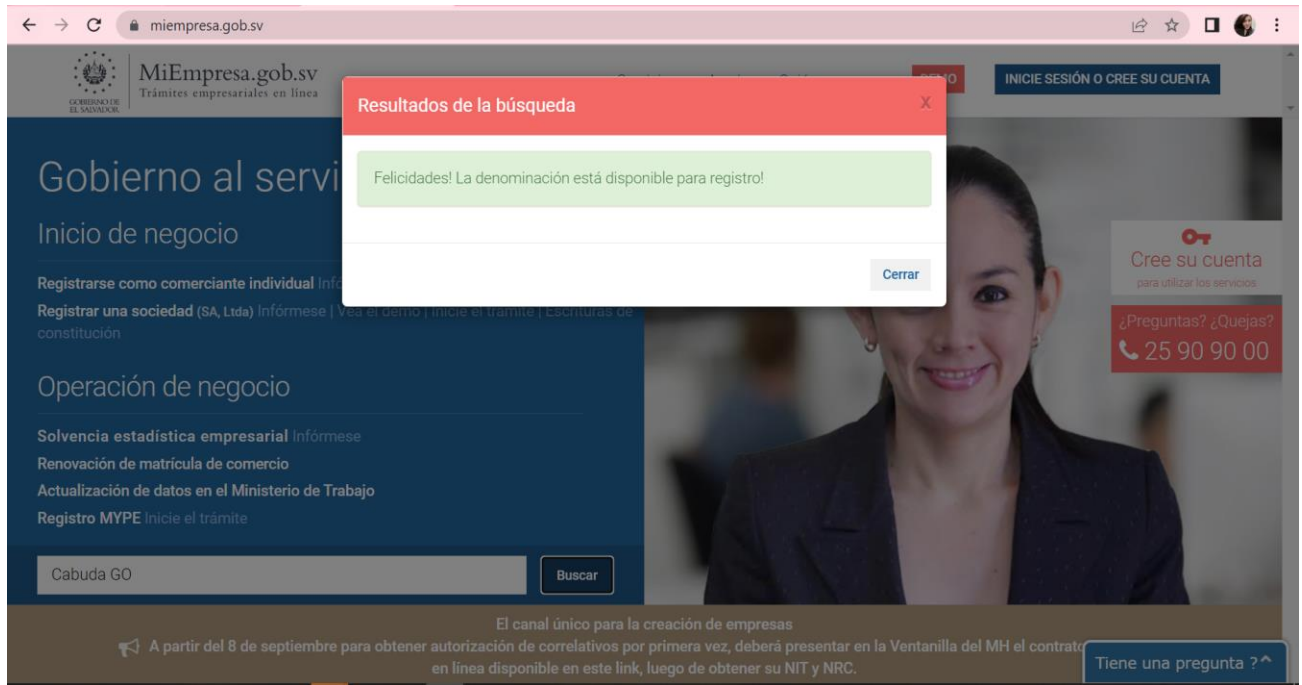 miempresa.gob.sv
MiEmpresa.gob.sv
Trámites empresariales en línea
GOBIERNO DE
EL SALVADOR
INICIE SESIÓN O CREE SU CUENTA
Resultados de la búsqueda
X
Felicidades! La denominación está disponible para registro!
Cerrar
Gobierno al servi
Inicio de negocio
Registrarse como comerciante individual
Registrar una sociedad (SA, Ltda) Infórmese | Vea el demo | Inicie el trámite | Escrituras de
constitución
Operación de negocio
Solvencia estadística empresarial Infórmese
Renovación de matrícula de comercio
Actualización de datos en el Ministerio de Trabajo
Registro MYPE Inicie el trámite
Cabuda GO
Buscar
Cree su cuenta
para utilizar los servicios
¿Preguntas? ¿Quejas?
25 90 90 00
El canal único para la creación de empresas
A partir del 8 de septiembre para obtener autorización de correlativos por primera vez, deberá presentar en la Ventanilla del MH el contrato
en línea disponible en este link, luego de obtener su NIT y NRC.
Tiene una pregunta ?^